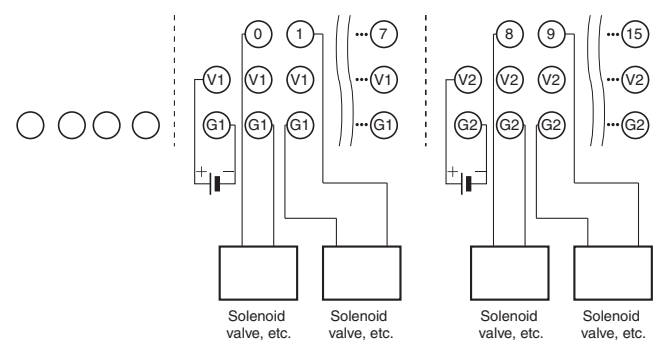 0 1 ••• 7 8 9 ••• 15
V1 V1 V1 ••• V1 V2 V2 V2 ••• V2
G1 G1 G1 ••• G1 G2 G2 G2 ••• G2
+ − + −
Solenoid valve, etc.
Solenoid valve, etc.
Solenoid valve, etc.
Solenoid valve, etc.